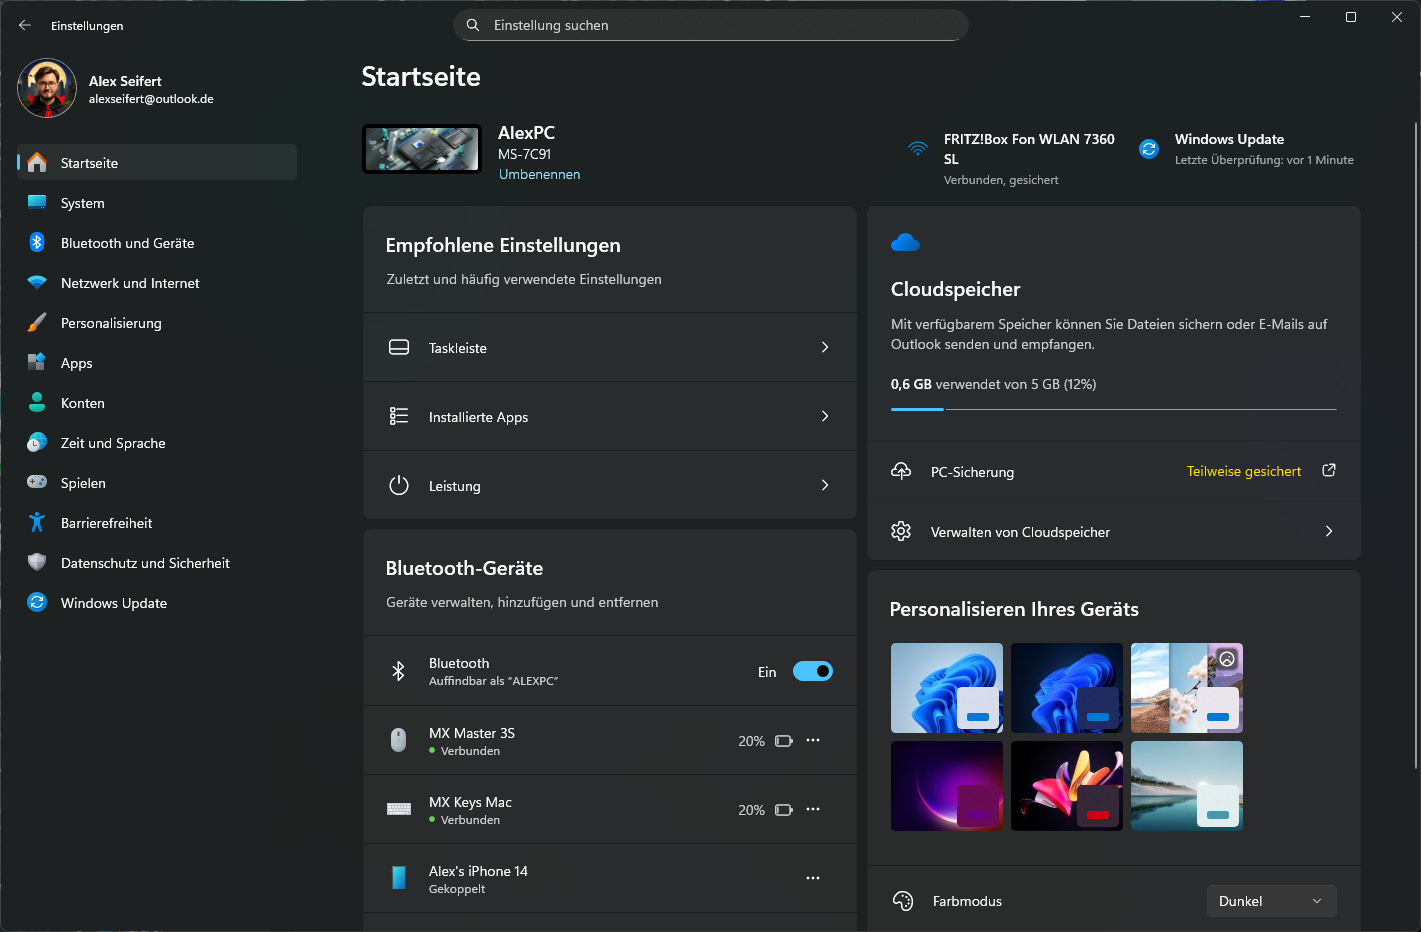 Einstellungen
Einstellung suchen
Alex Seifert
alexseifert@outlook.de
Startseite
System
Bluetooth und Geräte
Netzwerk und Internet
Personalisierung
Apps
Konten
Zeit und Sprache
Spielen
Barrierefreiheit
Datenschutz und Sicherheit
Windows Update
Startseite
AlexPC
MS-7C91
Umbenennen
FRITZ!Box Fon WLAN 7360
SL
Verbunden, gesichert
Windows Update
Letzte Überprüfung: vor 1 Minute
Empfohlene Einstellungen
Zuletzt und häufig verwendete Einstellungen
Taskleiste
Installierte Apps
Leistung
Bluetooth-Geräte
Geräte verwalten, hinzufügen und entfernen
Bluetooth
Auffindbar als “ALEXPC”
Ein
MX Master 3S
Verbunden
20%
MX Keys Mac
Verbunden
20%
Alex's iPhone 14
Gekoppelt
Cloudspeicher
Mit verfügbarem Speicher können Sie Dateien sichern oder E-Mails auf
Outlook senden und empfangen.
0,6 GB verwendet von 5 GB (12%)
PC-Sicherung
Teilweise gesichert
Verwalten von Cloudspeicher
Personalisieren Ihres Geräts
Farbmodus
Dunkel